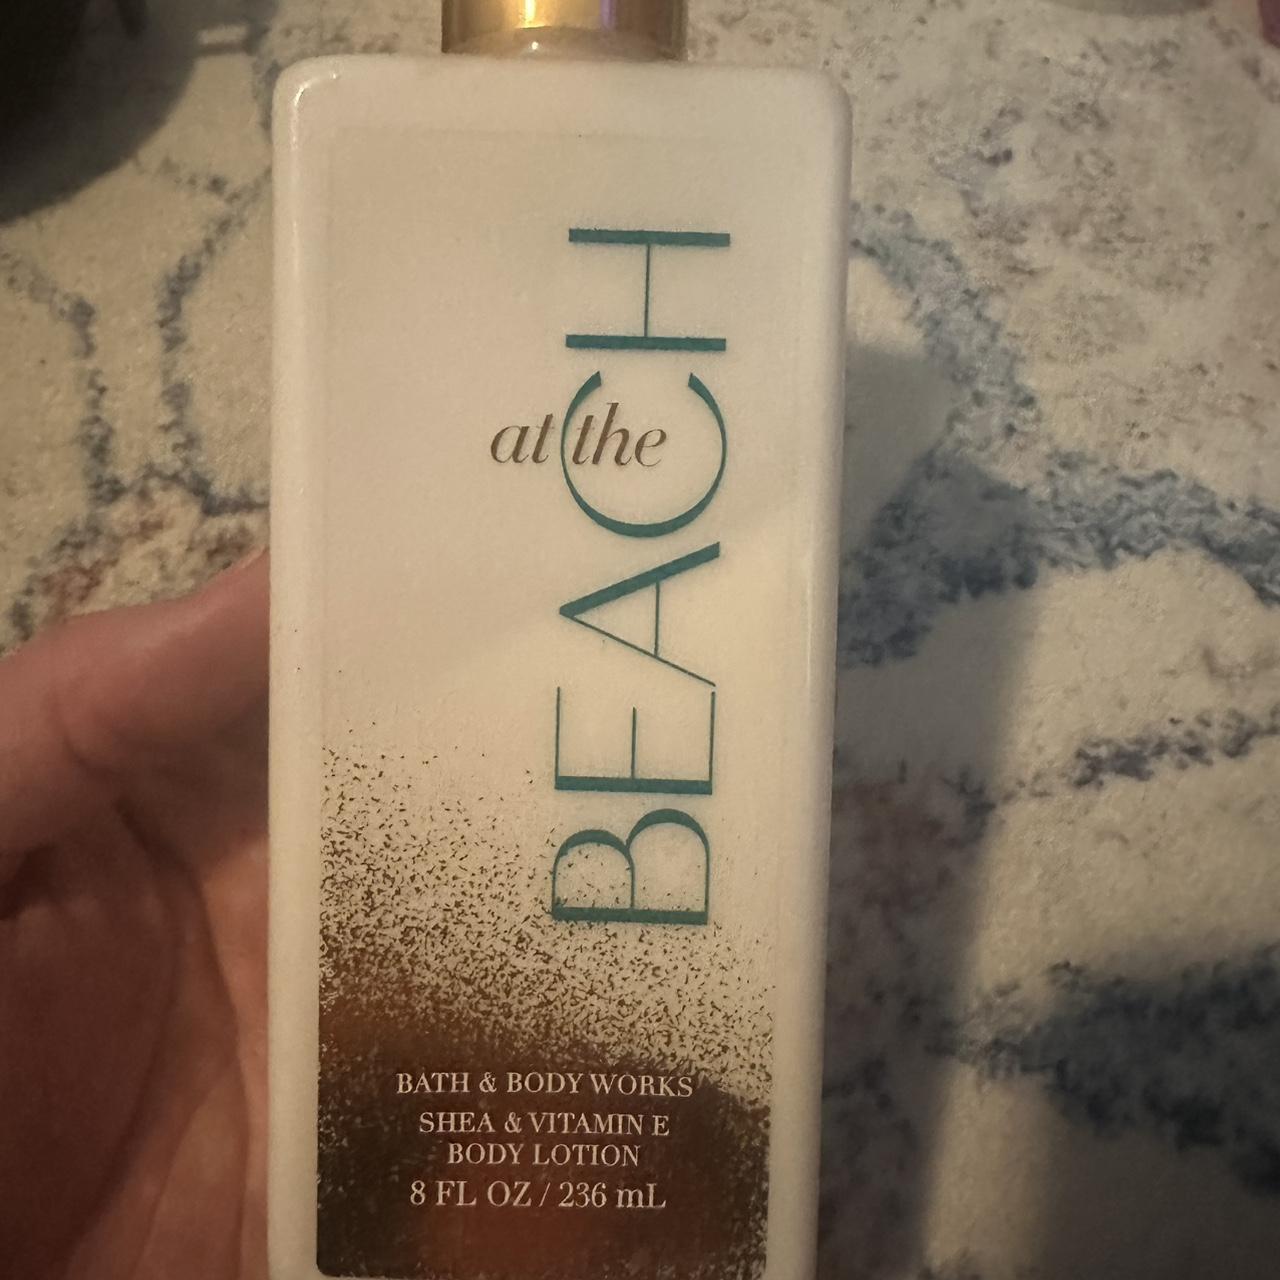 at the
BEACH
BATH & BODY WORKS
SHEA & VITAMIN E
BODY LOTION
8 FL OZ / 236 mL